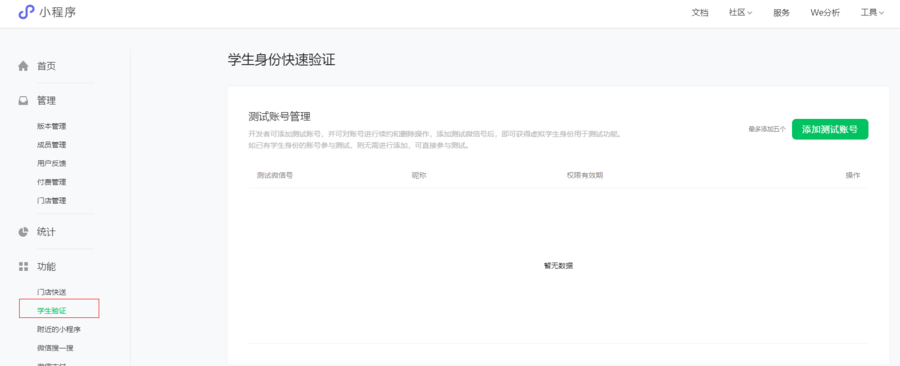 小程序
文档 社区 服务 We分析 工具
首页
管理
版本管理
成员管理
用户反馈
付费管理
门店管理
统计
功能
门店快送
学生验证
附近的小程序
微信搜一搜
微信支付
学生身份快速验证
测试账号管理
开发者可添加测试账号，并可对账号进行续约和删除操作。添加测试微信号后，即可获得虚拟学生身份用于测试功能。
如已有学生身份的账号参与测试，则无需进行添加，可直接参与测试。
最多添加五个 添加测试账号
测试微信号 昵称 权限有效期 操作
暂无数据